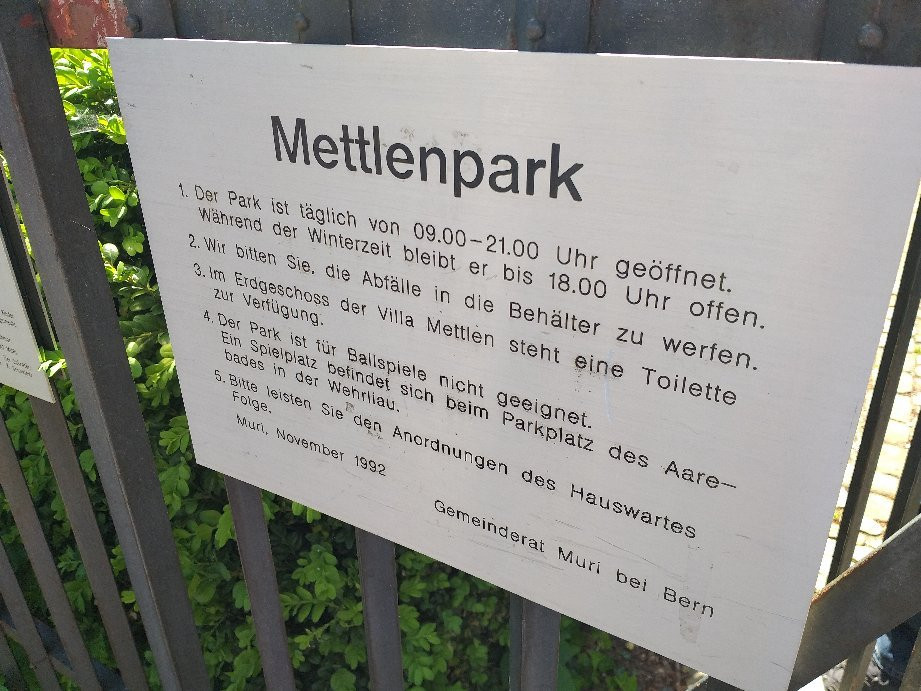 Mettlenpark
1. Der Park ist täglich von 09.00–21.00 Uhr geöffnet.
Während der Winterzeit bleibt er bis 18.00 Uhr offen.
2. Wir bitten Sie, die Abfälle in die Behälter zu werfen.
3. Im Erdgeschoss der Villa Mettlen steht eine Toilette
zur Verfügung.
4. Der Park ist für Ballspiele nicht geeignet.
Ein Spielplatz befindet sich beim Parkplatz des Aare–
bades in der Wehrliau.
5. Bitte leisten Sie den Anordnungen des Hauswartes
Folge.
Muri, November 1992
Gemeinderat Muri bei Bern